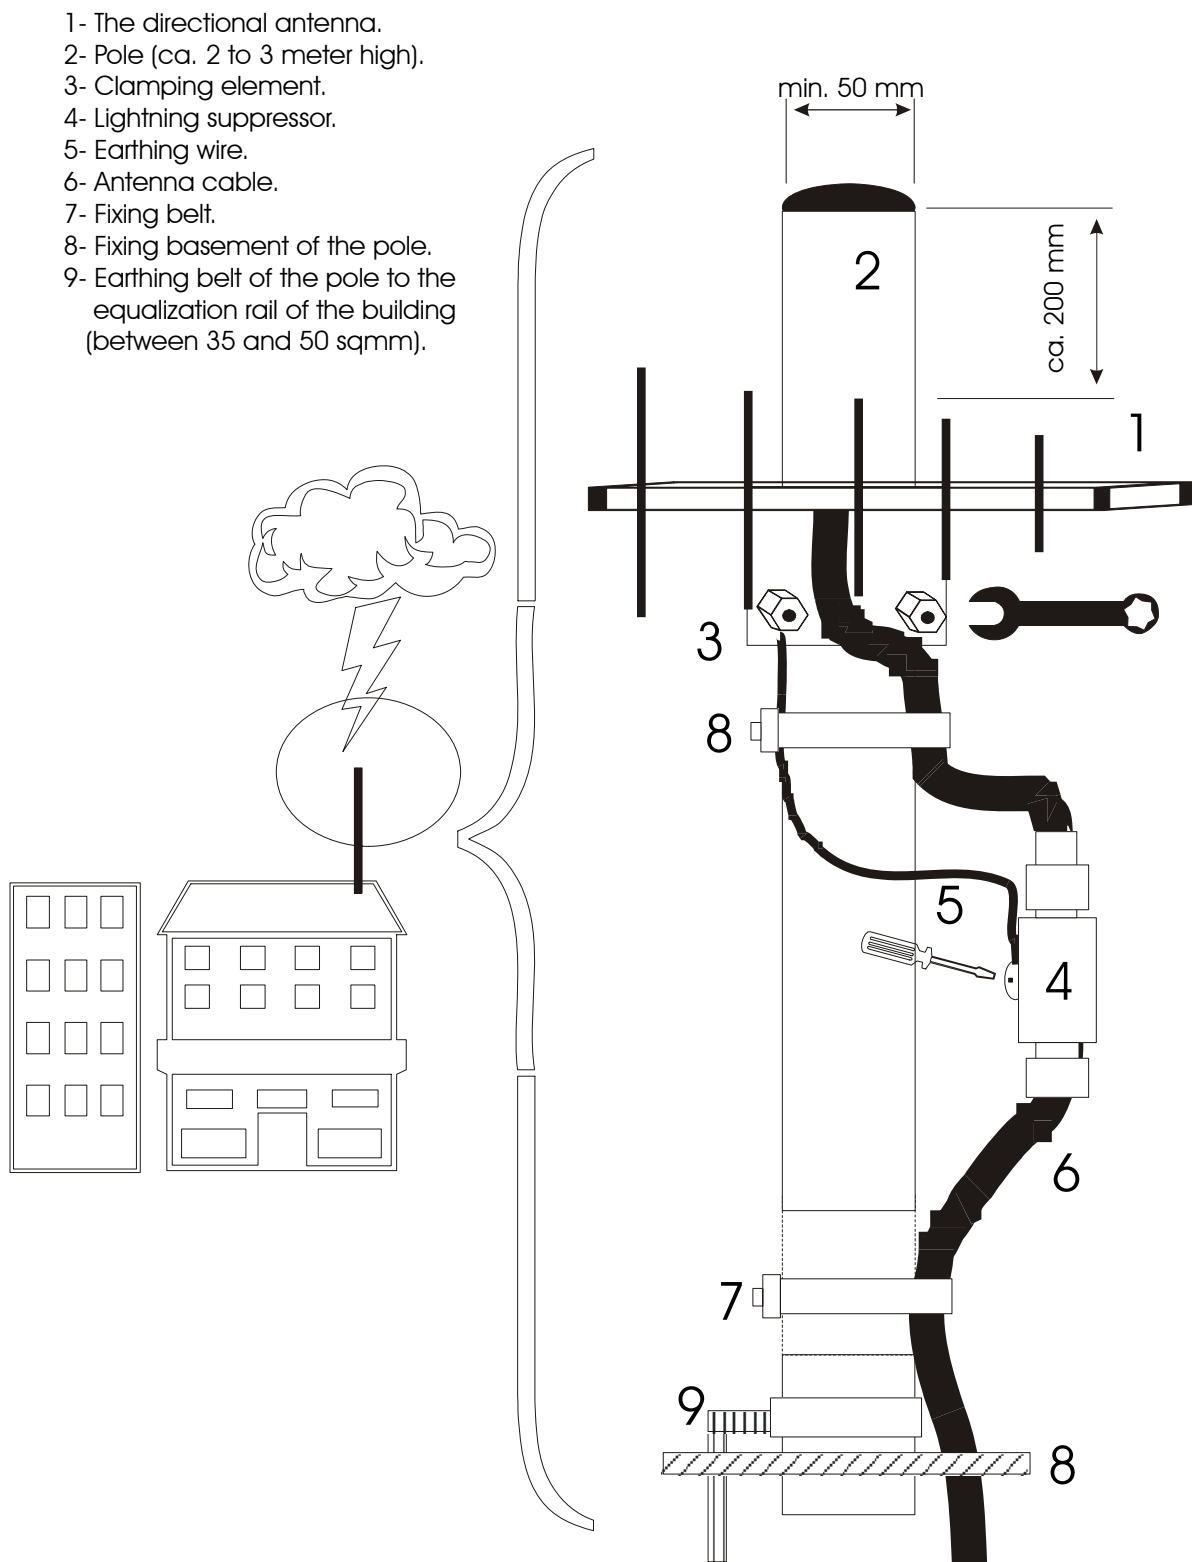 1- The directional antenna.
2- Pole (ca. 2 to 3 meter high).
3- Clamping element.
4- Lightning suppressor.
5- Earthing wire.
6- Antenna cable.
7- Fixing belt.
8- Fixing basement of the pole.
9- Earthing belt of the pole to the
equalization rail of the building
(between 35 and 50 sqmm).
min. 50 mm
2
ca. 200 mm
1
3
8
5
4
6
7
9
8